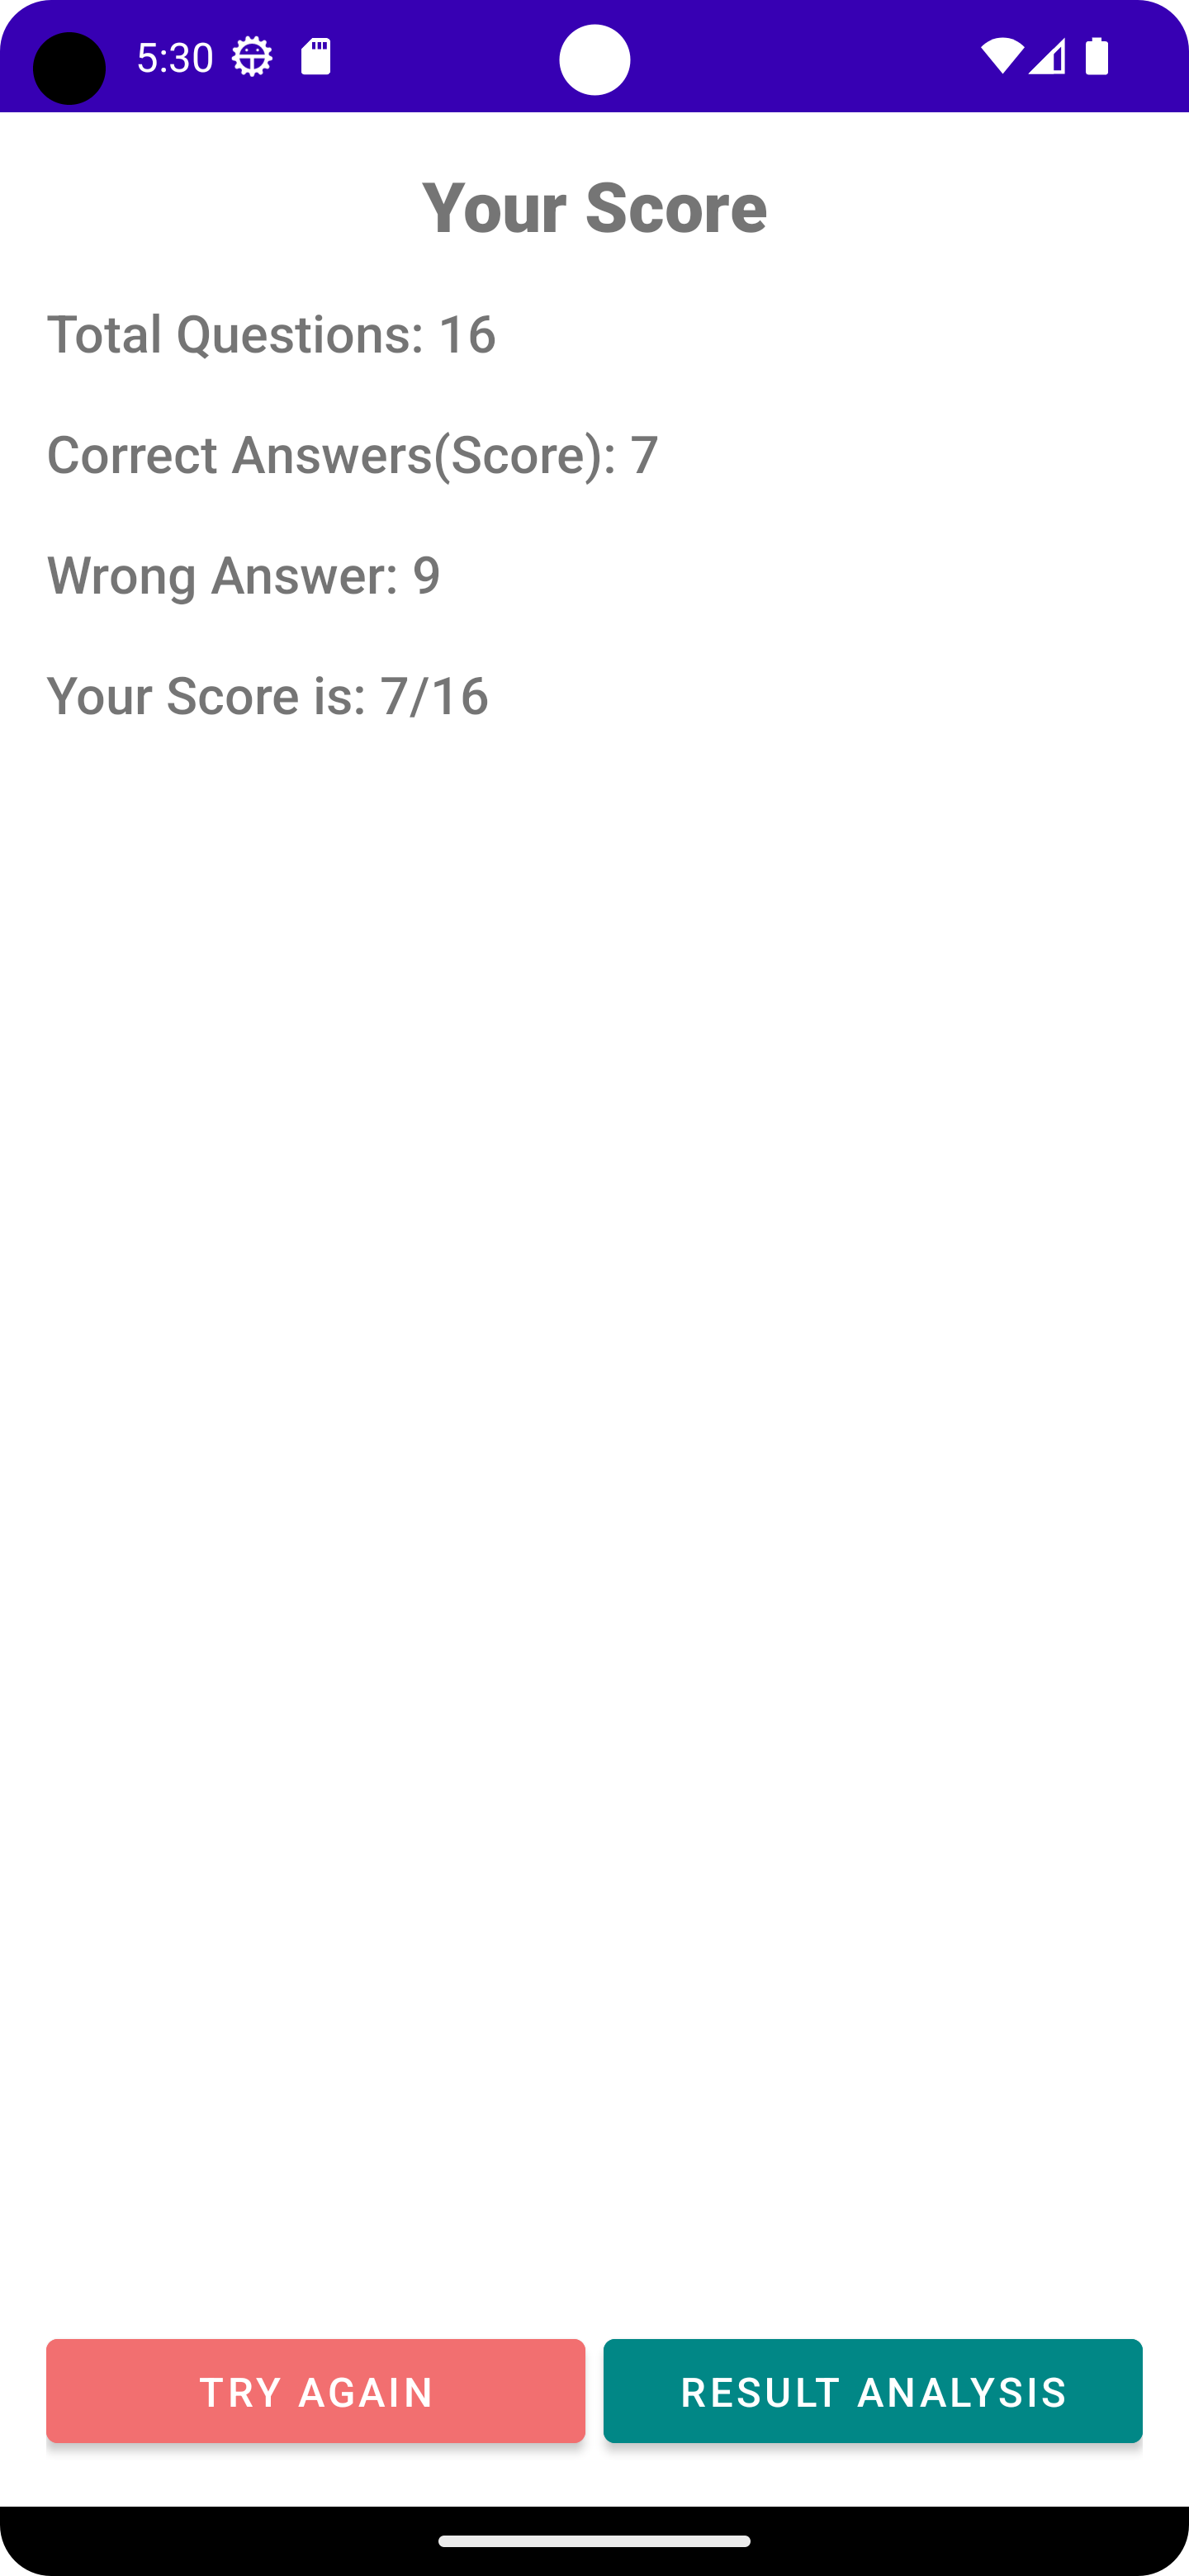 5:30
Your Score
Total Questions: 16
Correct Answers(Score): 7
Wrong Answer: 9
Your Score is: 7/16
TRY AGAIN
RESULT ANALYSIS